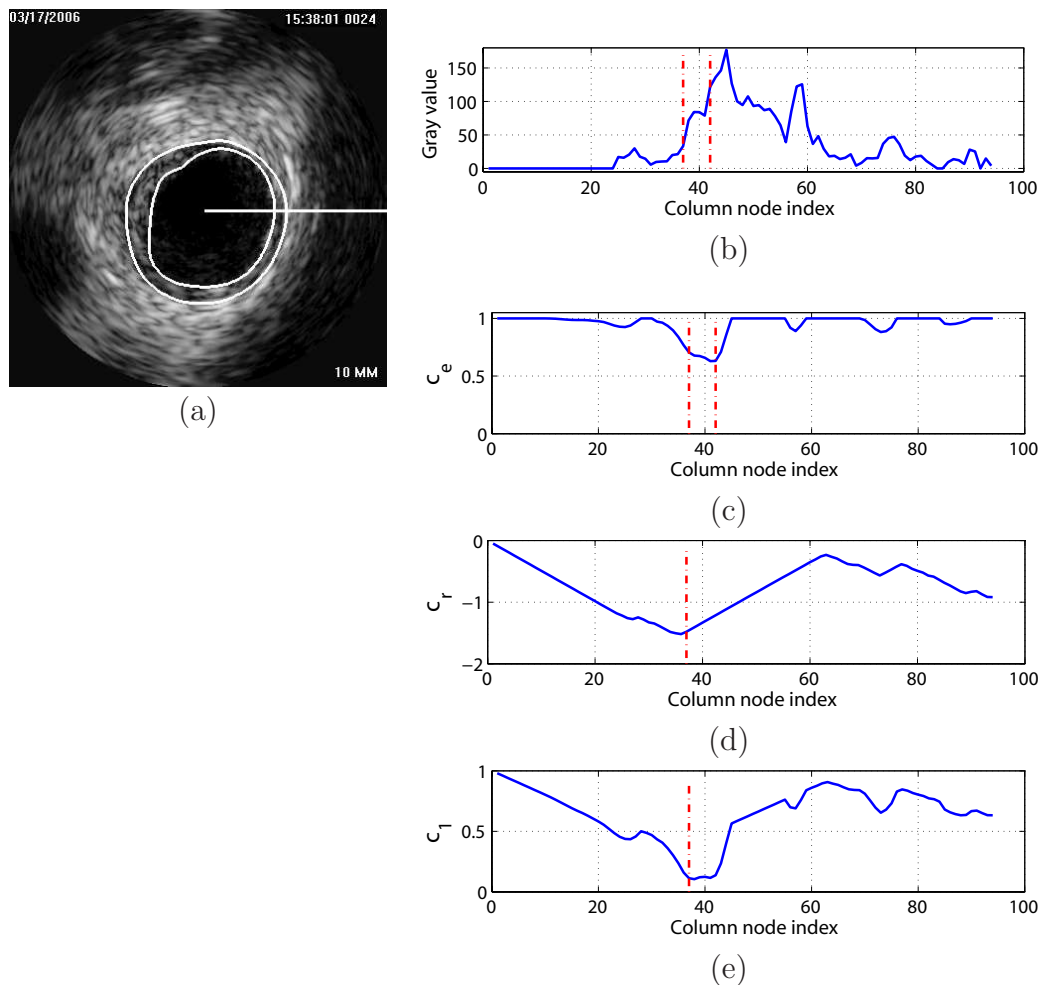 03/17/2006
15:38:01 0024
10 MM
(a)
Gray value
150
100
50
0
0 20 40 60 80 100
Column node index
(b)
c_e
1
0.5
0
0 20 40 60 80 100
Column node index
(c)
c_r
0
−1
−2
0 20 40 60 80 100
Column node index
(d)
c_1
1
0.5
0
0 20 40 60 80 100
Column node index
(e)